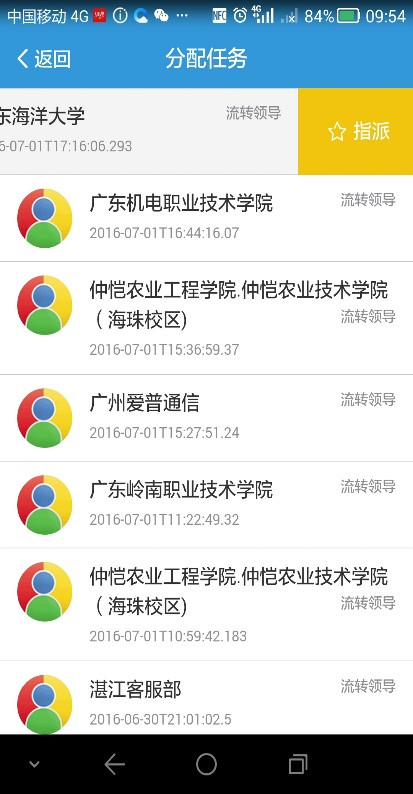 中国移动 4G ··· NFC 4G 84% 09:54
返回 分配任务
东海洋大学 流转领导 指派
6-07-01T17:16:06.293
广东机电职业技术学院 流转领导
2016-07-01T16:44:16.07
仲恺农业工程学院.仲恺农业技术学院
（海珠校区) 流转领导
2016-07-01T15:36:59.37
广州爱普通信 流转领导
2016-07-01T15:27:51.24
广东岭南职业技术学院 流转领导
2016-07-01T11:22:49.32
仲恺农业工程学院.仲恺农业技术学院
（海珠校区) 流转领导
2016-07-01T10:59:42.183
湛江客服部 流转领导
2016-06-30T21:01:02.5